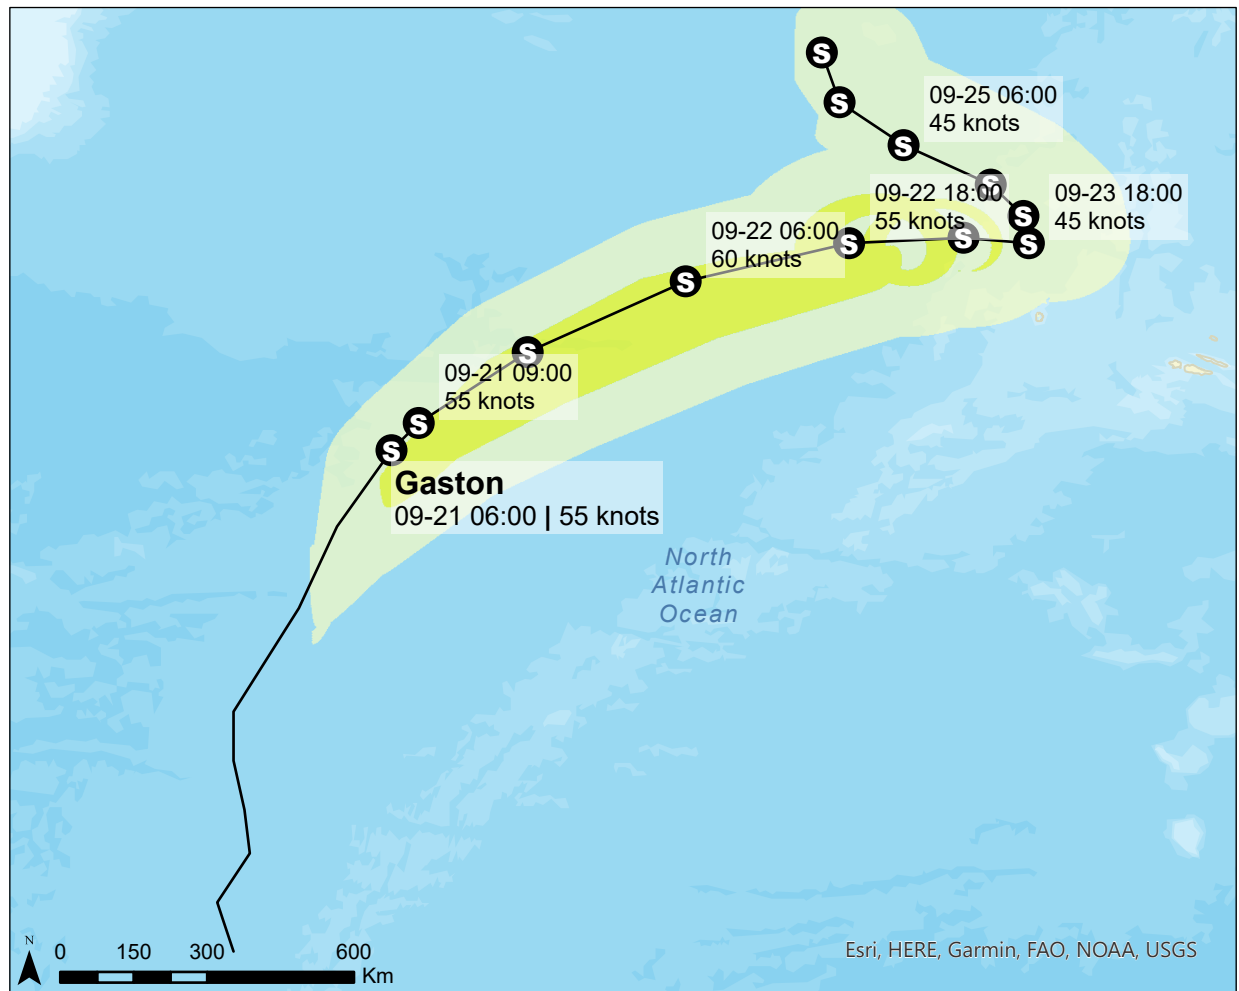 S
S
09-25 06:00
45 knots
S
S
09-22 18:00
55 knots
09-23 18:00
45 knots
S
09-22 06:00
60 knots
S
S
S
S
S
09-21 09:00
55 knots
S
S
Gaston
09-21 06:00 | 55 knots
North
Atlantic
Ocean
N
0 150 300 600
Km
Esri, HERE, Garmin, FAO, NOAA, USGS